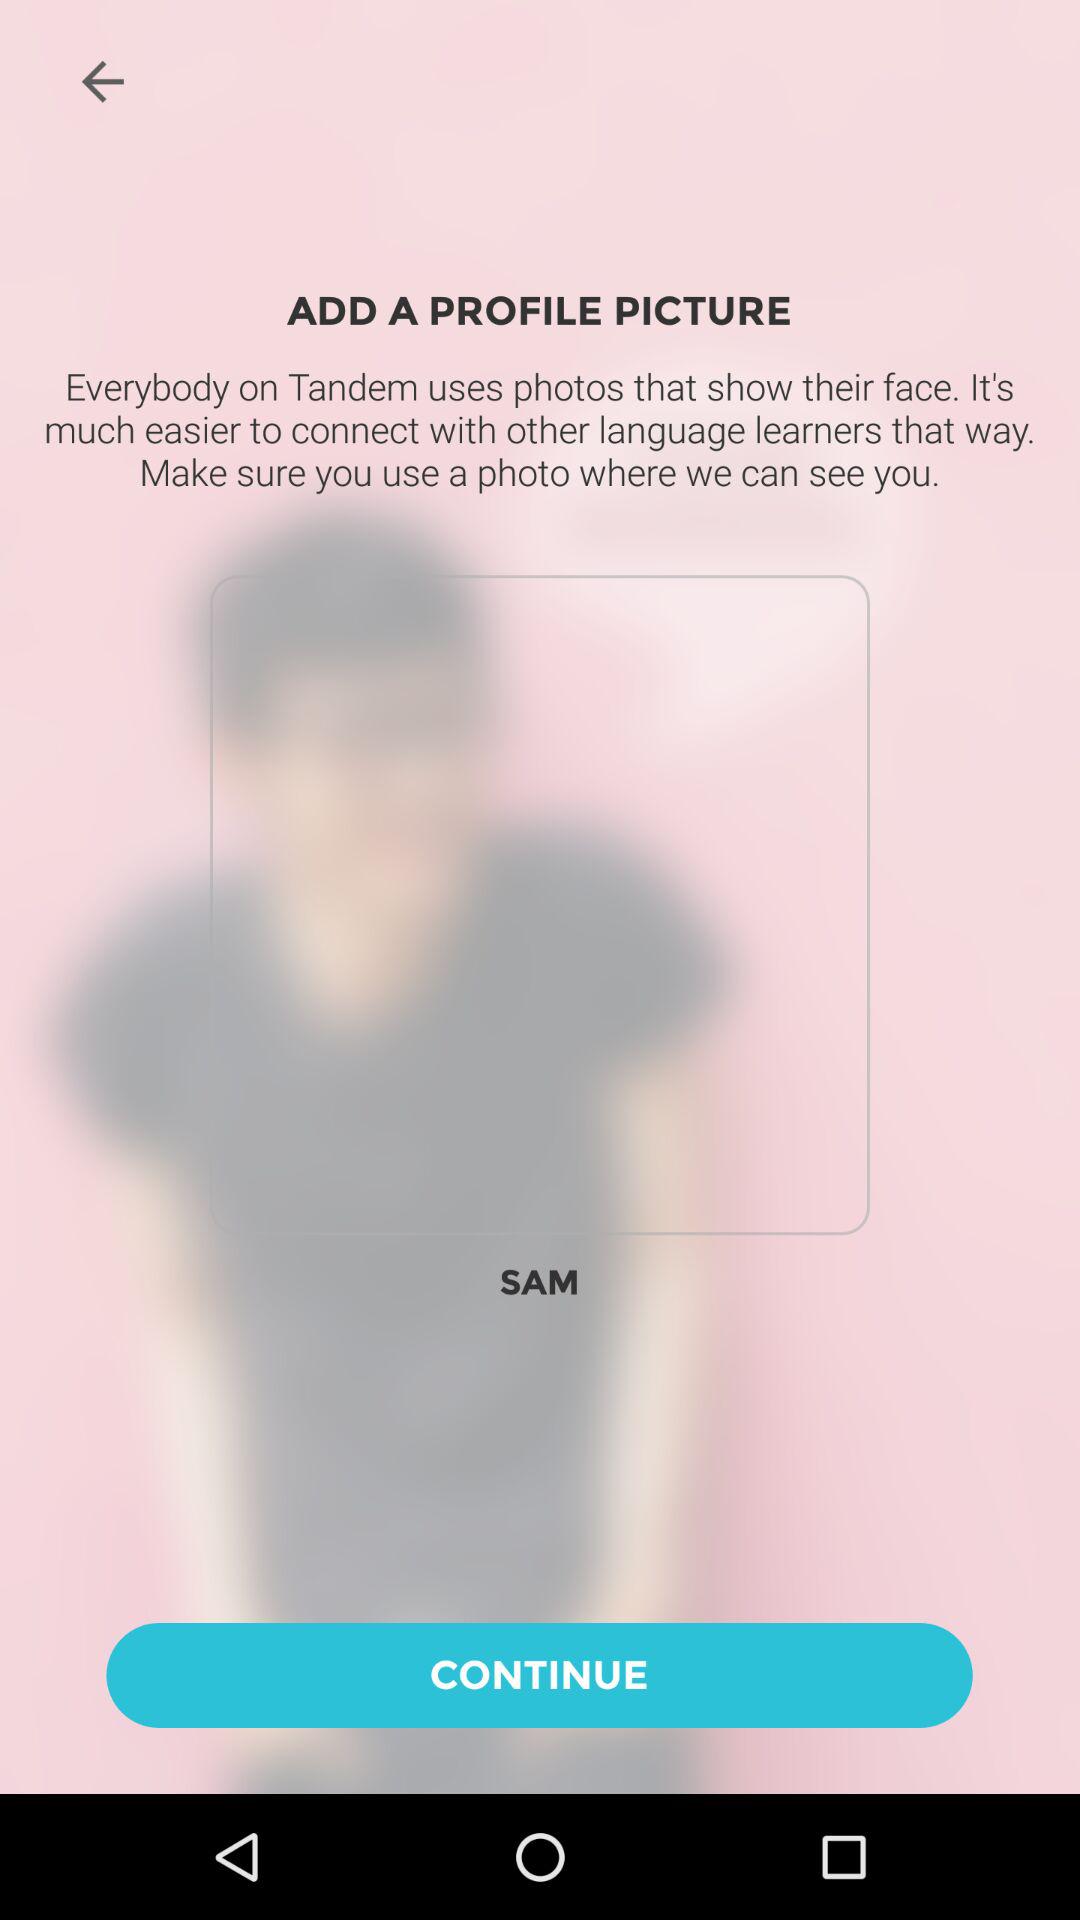 ADD A PROFILE PICTURE
Everybody on Tandem uses photos that show their face. It's
much easier to connect with other language learners that way.
Make sure you use a photo where we can see you.
SAM
CONTINUE